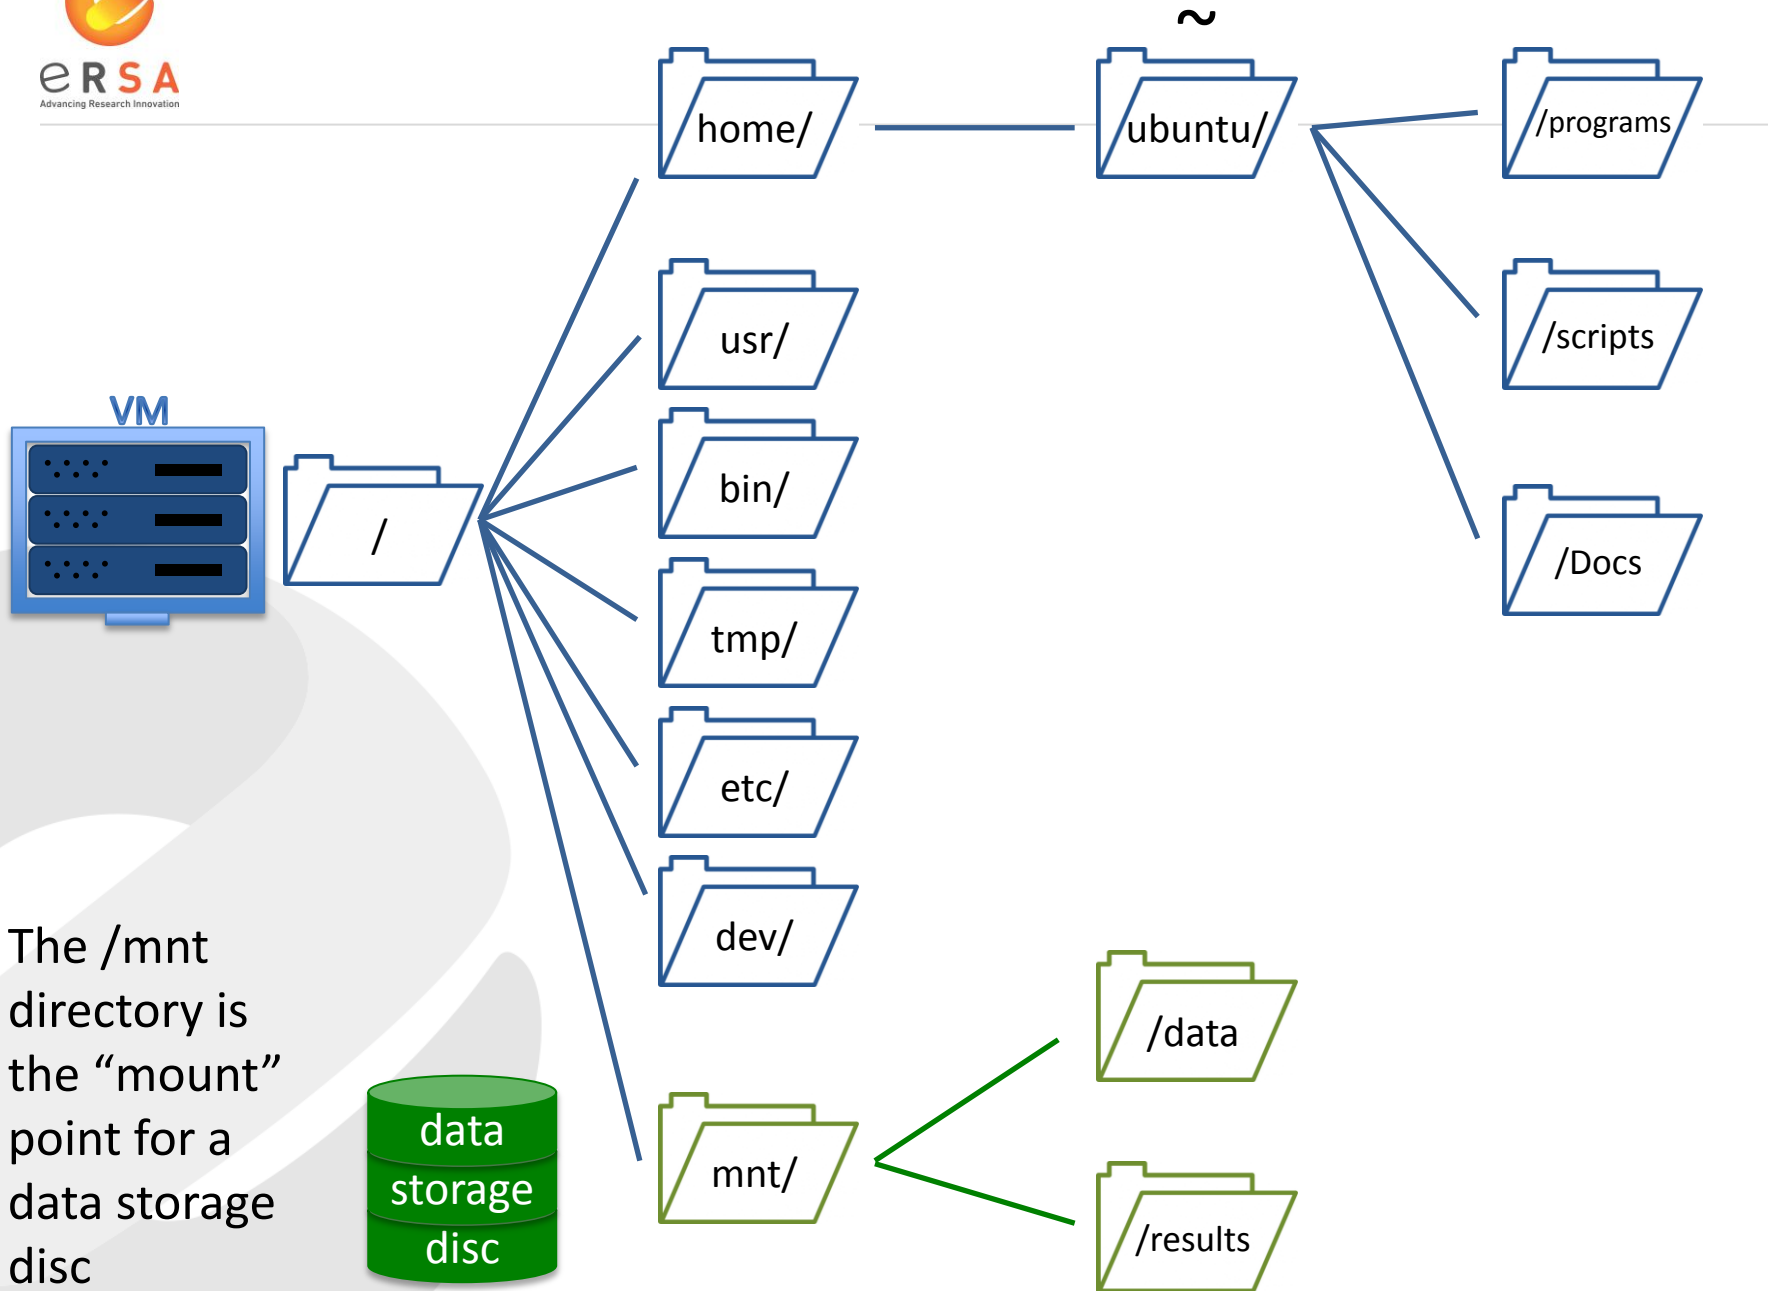 eRSA
Advancing Research Innovation
~
home/
ubuntu/
/programs
usr/
/scripts
VM
bin/
/
/Docs
tmp/
etc/
dev/
The /mnt
directory is
the “mount”
point for a
data storage
disc
data
storage
disc
mnt/
/data
/results